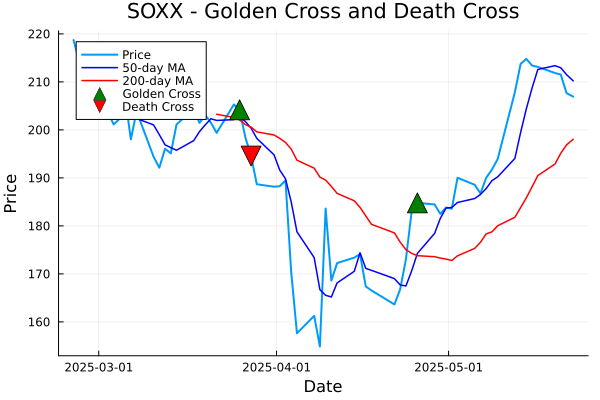 SOXX - Golden Cross and Death Cross
220
210
200
190
180
170
160
Price
Price
50-day MA
200-day MA
Golden Cross
Death Cross
2025-03-01
2025-04-01
2025-05-01
Date